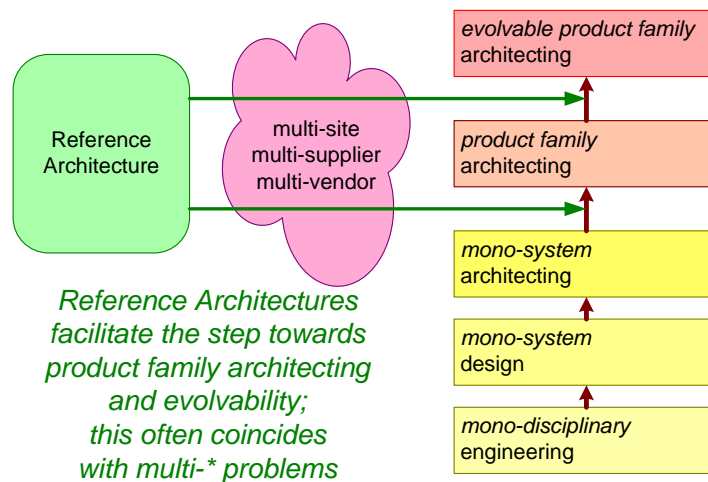 Reference
Architecture
multi-site
multi-supplier
multi-vendor
evolvable product family
architecting
product family
architecting
mono-system
architecting
mono-system
design
mono-disciplinary
engineering
Reference Architectures
facilitate the step towards
product family architecting
and evolvability;
this often coincides
with multi-* problems